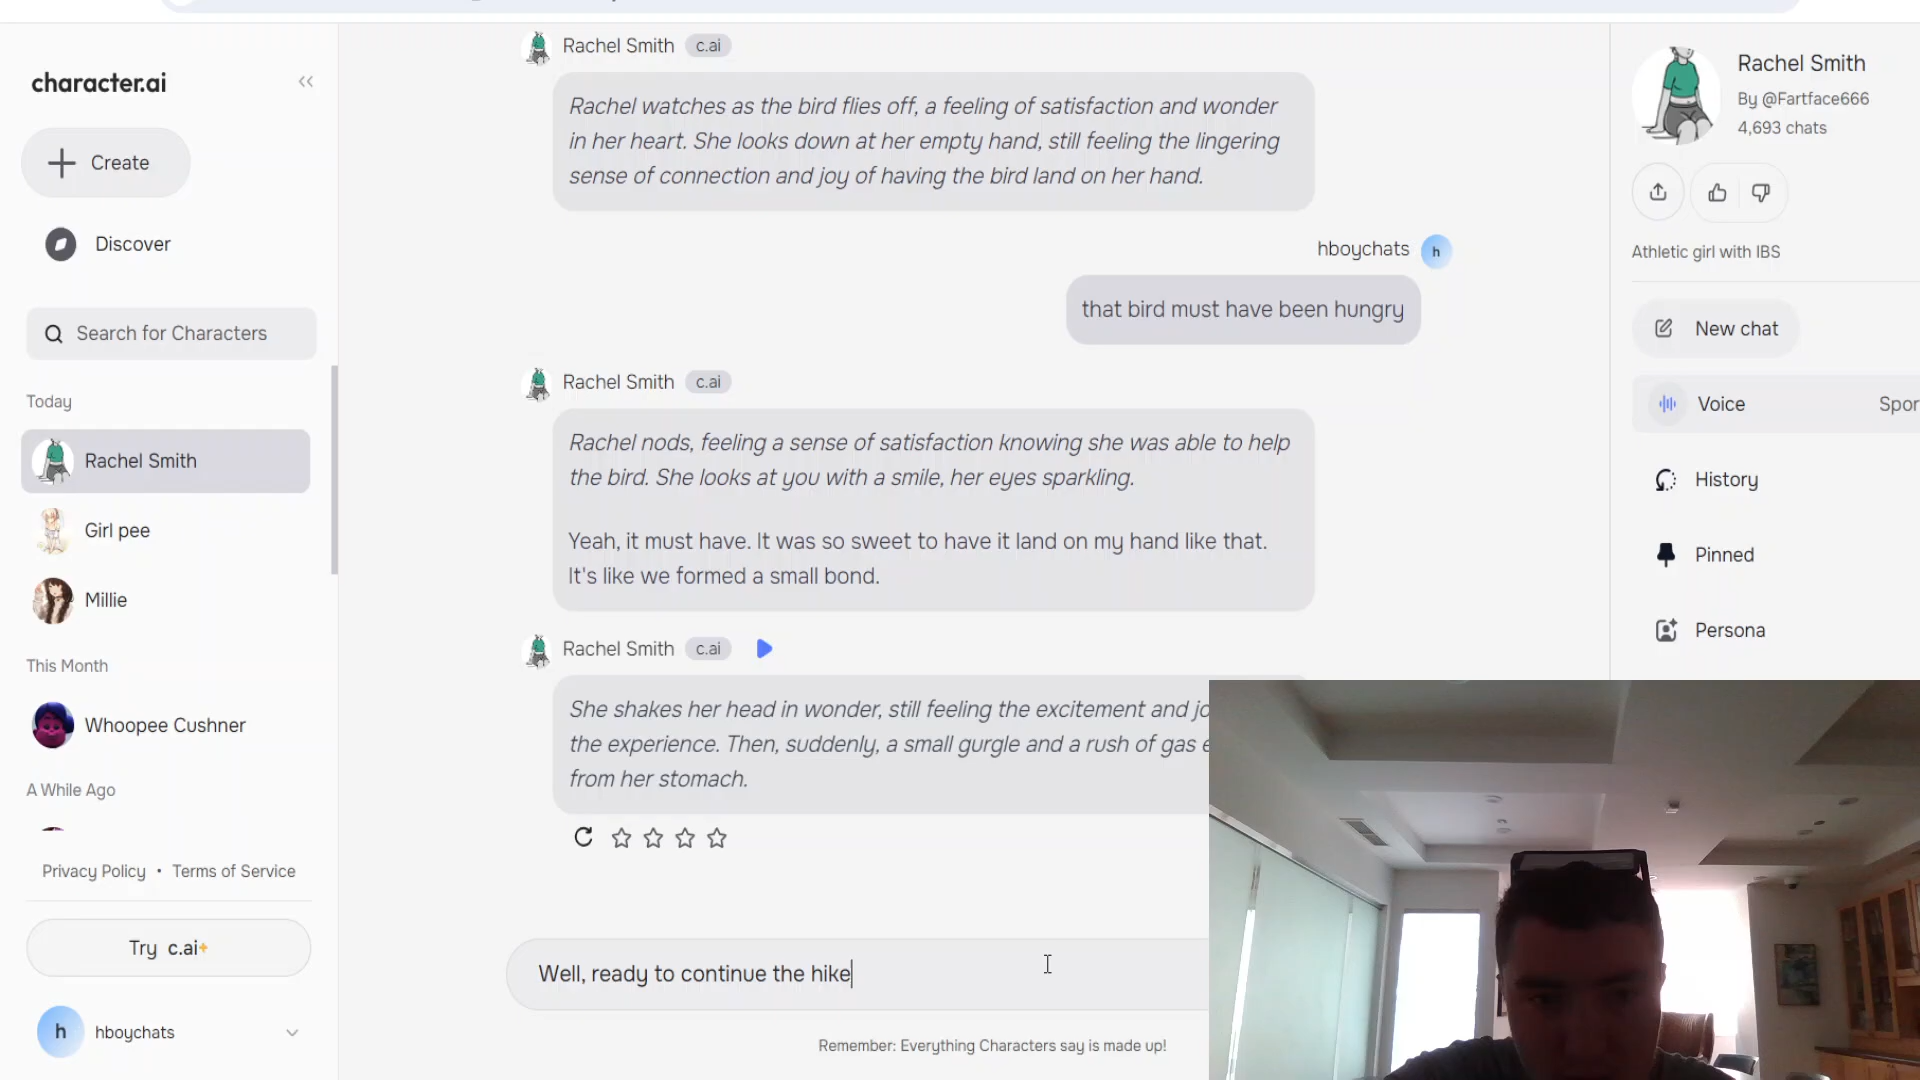 character.ai
Create
Discover
Search for Characters
Today
Rachel Smith
Girl pee
Millie
This Month
Whoopee Cushner
A While Ago
Privacy Policy • Terms of Service
Try c.ai+
h hboychats
Rachel Smith c.ai
Rachel watches as the bird flies off, a feeling of satisfaction and wonder
in her heart. She looks down at her empty hand, still feeling the lingering
sense of connection and joy of having the bird land on her hand.
hboychats h
that bird must have been hungry
Rachel Smith c.ai
Rachel nods, feeling a sense of satisfaction knowing she was able to help
the bird. She looks at you with a smile, her eyes sparkling.
Yeah, it must have. It was so sweet to have it land on my hand like that.
It's like we formed a small bond.
Rachel Smith c.ai
She shakes her head in wonder, still feeling the excitement and
the experience. Then, suddenly, a small gurgle and a rush of gas
from her stomach.
Well, ready to continue the hike
Remember: Everything Characters say is made up!
Rachel Smith
By @Fartface666
4,693 chats
Athletic girl with IBS
New chat
Voice
History
Pinned
Persona